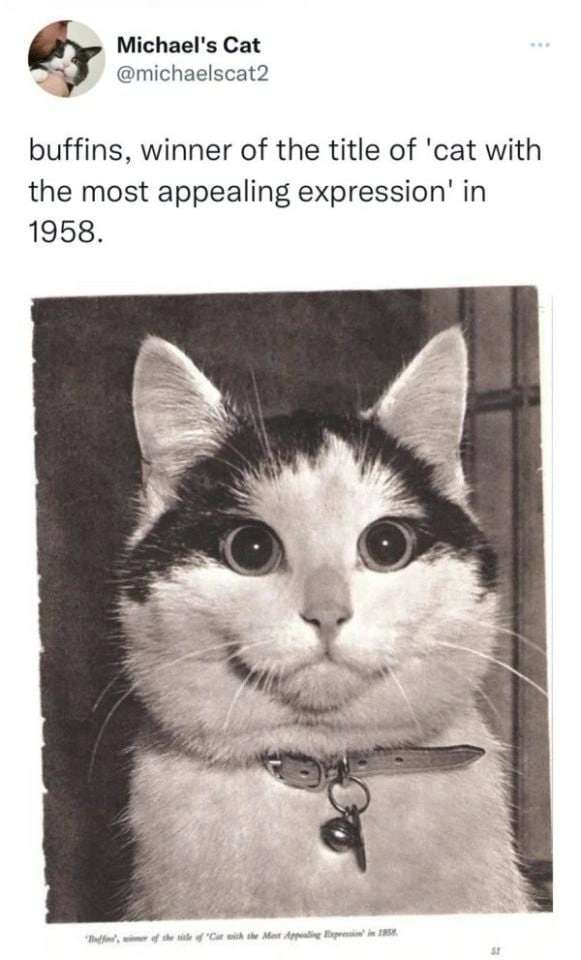 Michael's Cat
@michaelscat2
buffins, winner of the title of 'cat with
the most appealing expression' in
1958.
'Buffins', winner of the title of 'Cat with the Most Appealing Expression' in 1958.
51